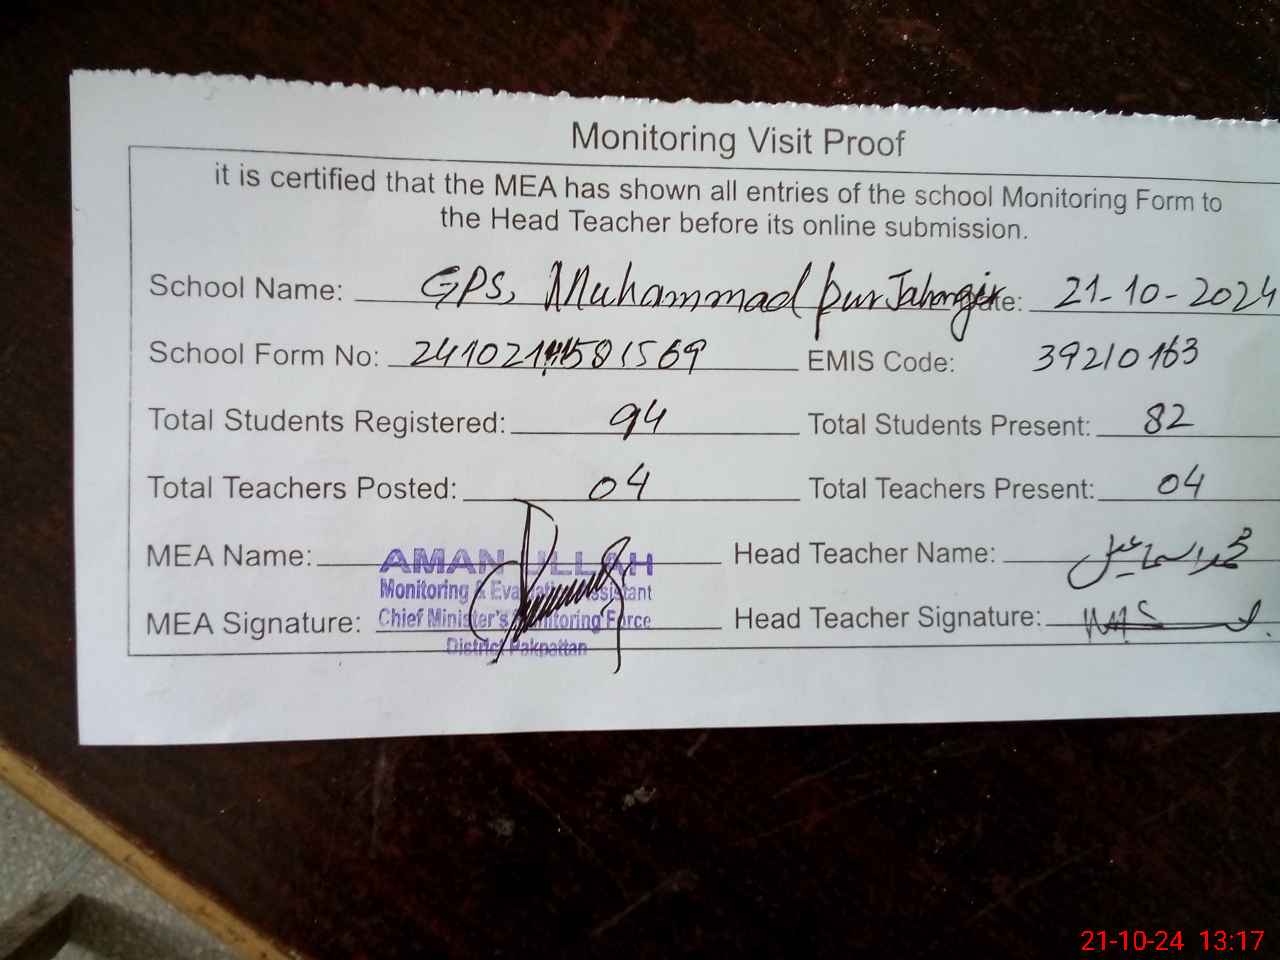 Monitoring Visit Proof
it is certified that the MEA has shown all entries of the school Monitoring Form to
the Head Teacher before its online submission.
School Name: GPS, Muhammad pur Jahangir Date: 21-10-2024
School Form No: EMIS Code: 39210163
Total Students Registered: 94 Total Students Present: 82
Total Teachers Posted: 04 Total Teachers Present: 04
MEA Name: AMAN ULLAH Head Teacher Name: محمد اسماعیل
Monitoring & Evaluation Assistant
MEA Signature: Chief Minister's Monitoring Force Head Teacher Signature:
District Pakpattan
21-10-24 13:17